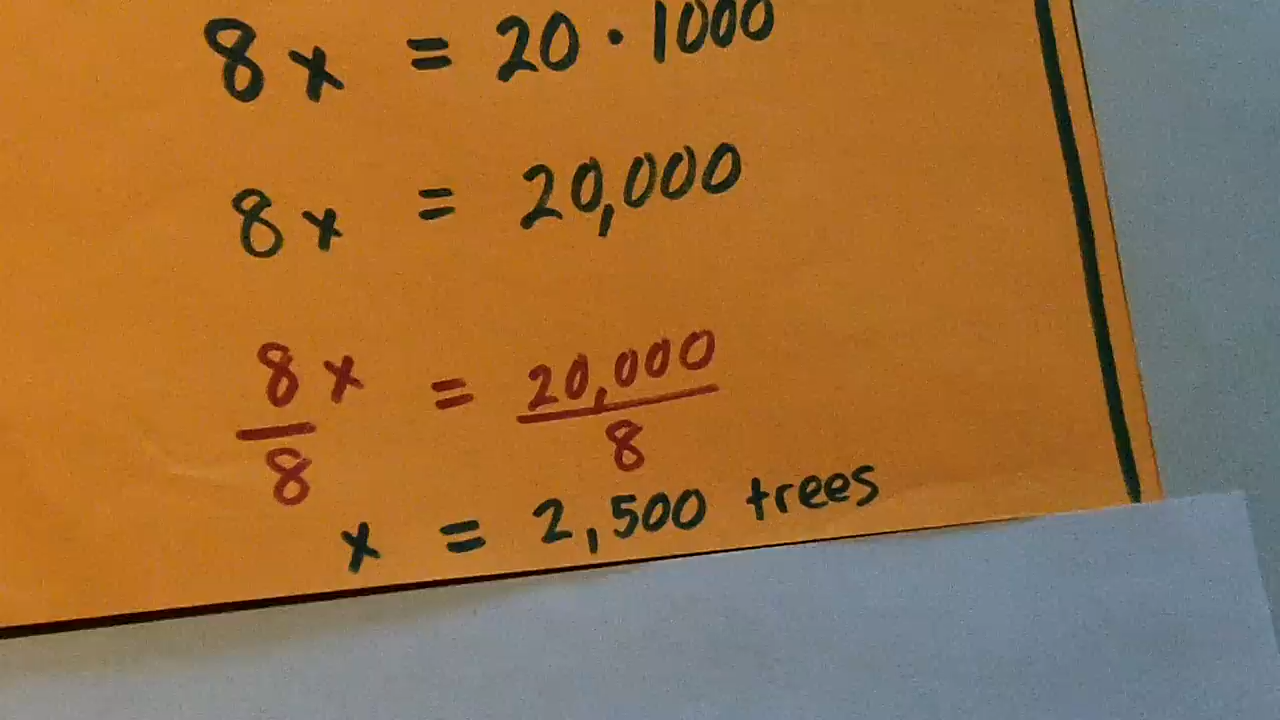 8x = 20 · 1000
8x = 20,000
8x/8 = 20,000/8
x = 2,500 trees